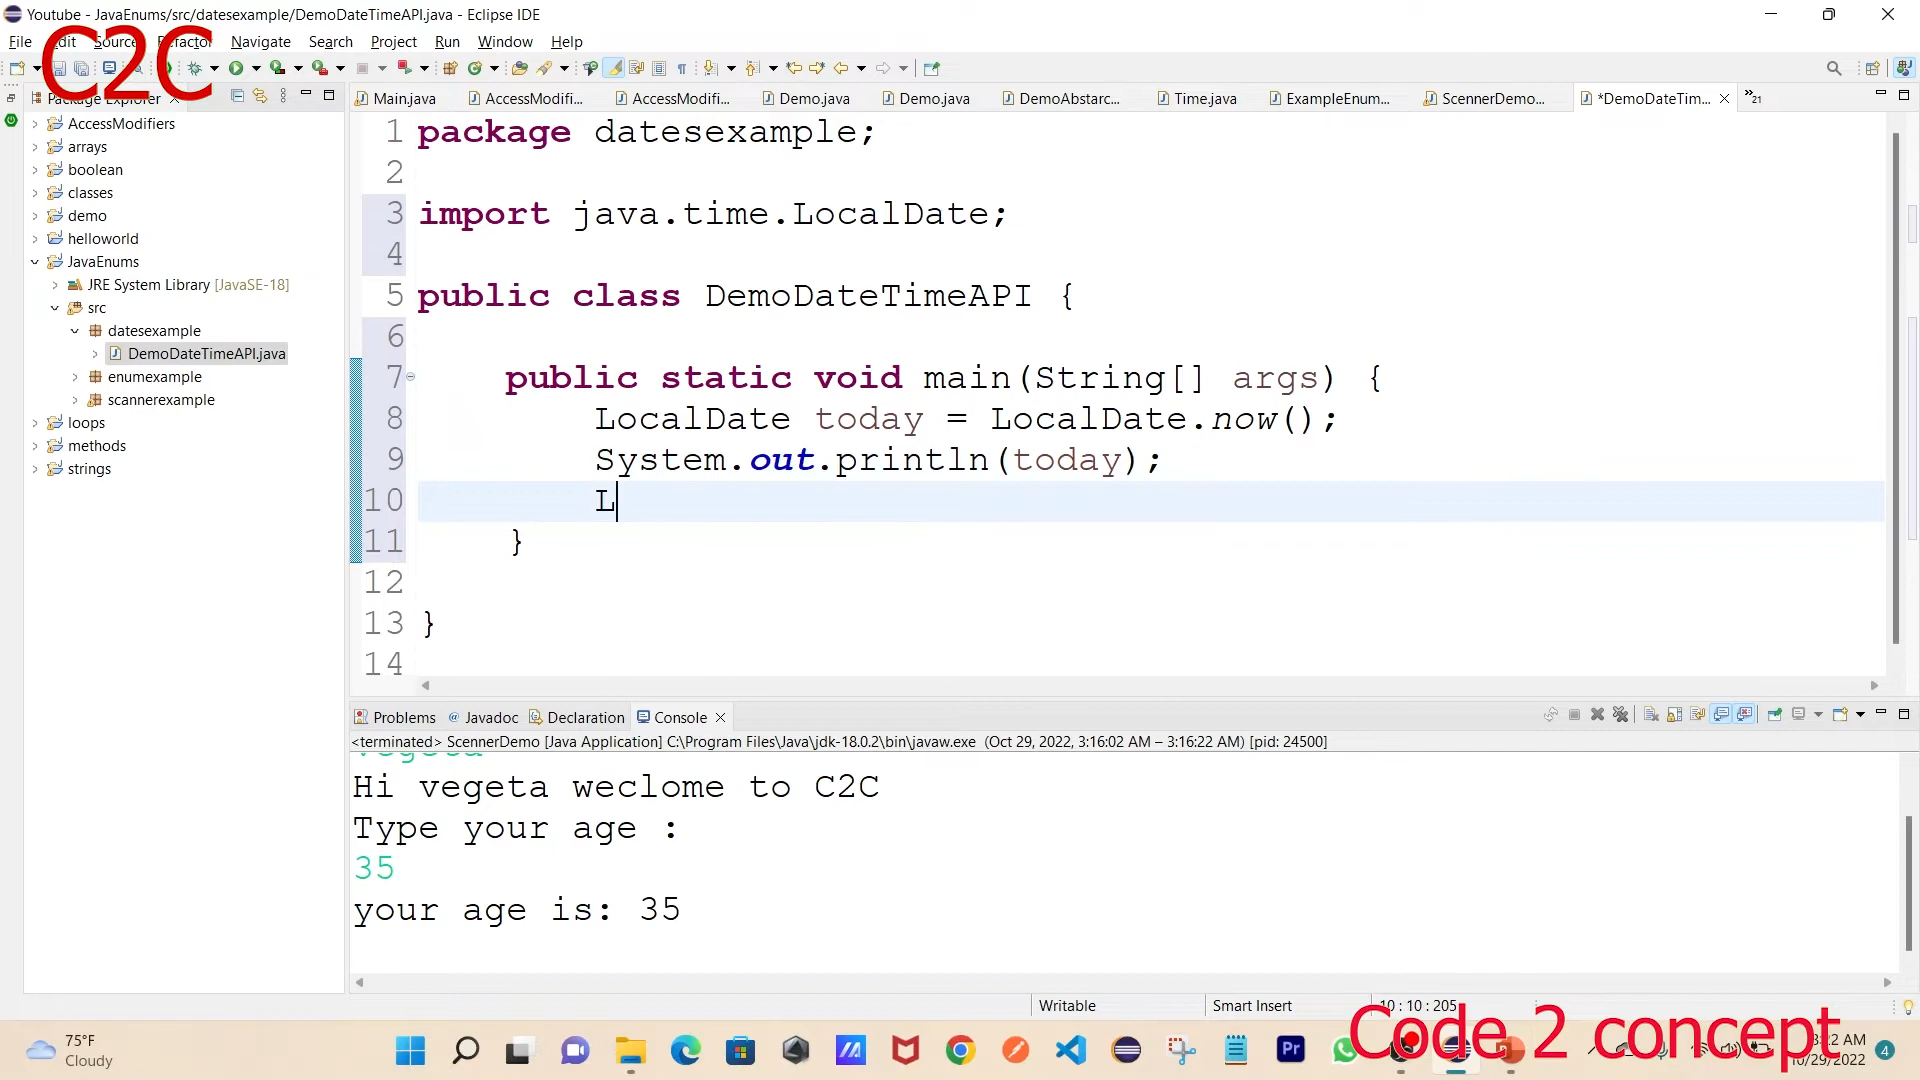 Youtube - JavaEnums/src/datesexample/DemoDateTimeAPI.java - Eclipse IDE
File Edit Source Refactor Navigate Search Project Run Window Help
C2C
Package Explorer
Main.java AccessModifi... AccessModifi... Demo.java Demo.java DemoAbstarc... Time.java ExampleEnum... ScennerDemo... *DemoDateTim... »21
AccessModifiers
arrays
boolean
classes
demo
helloworld
JavaEnums
JRE System Library [JavaSE-18]
src
datesexample
DemoDateTimeAPI.java
enumexample
scannerexample
loops
methods
strings
1 package datesexample;
2
3 import java.time.LocalDate;
4
5 public class DemoDateTimeAPI {
6
7 public static void main(String[] args) {
8 LocalDate today = LocalDate.now();
9 System.out.println(today);
10 L
11 }
12
13 }
14
Problems @ Javadoc Declaration Console
<terminated> ScennerDemo [Java Application] C:\Program Files\Java\jdk-18.0.2\bin\javaw.exe (Oct 29, 2022, 3:16:02 AM – 3:16:22 AM) [pid: 24500]
vegeta
Hi vegeta weclome to C2C
Type your age :
35
your age is: 35
Writable Smart Insert 10 : 10 : 205
Code 2 concept
75°F
Cloudy
Pr
10/29/2022
4